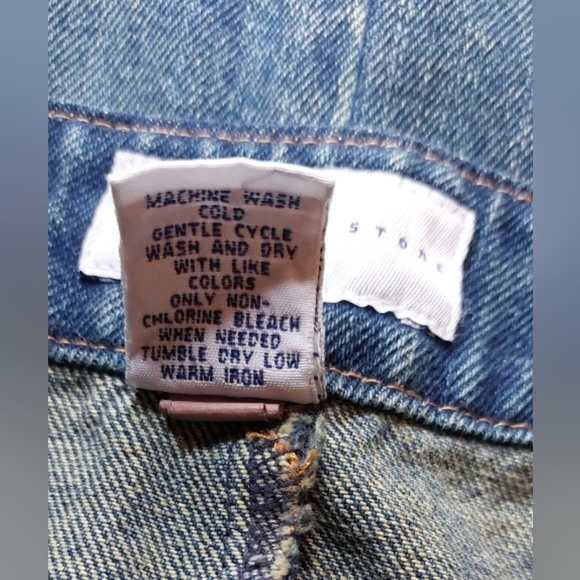 MACHINE WASH
COLD
GENTLE CYCLE
WASH AND DRY
WITH LIKE
COLORS
ONLY NON-
CHLORINE BLEACH
WHEN NEEDED
TUMBLE DRY LOW
WARM IRON
STORE